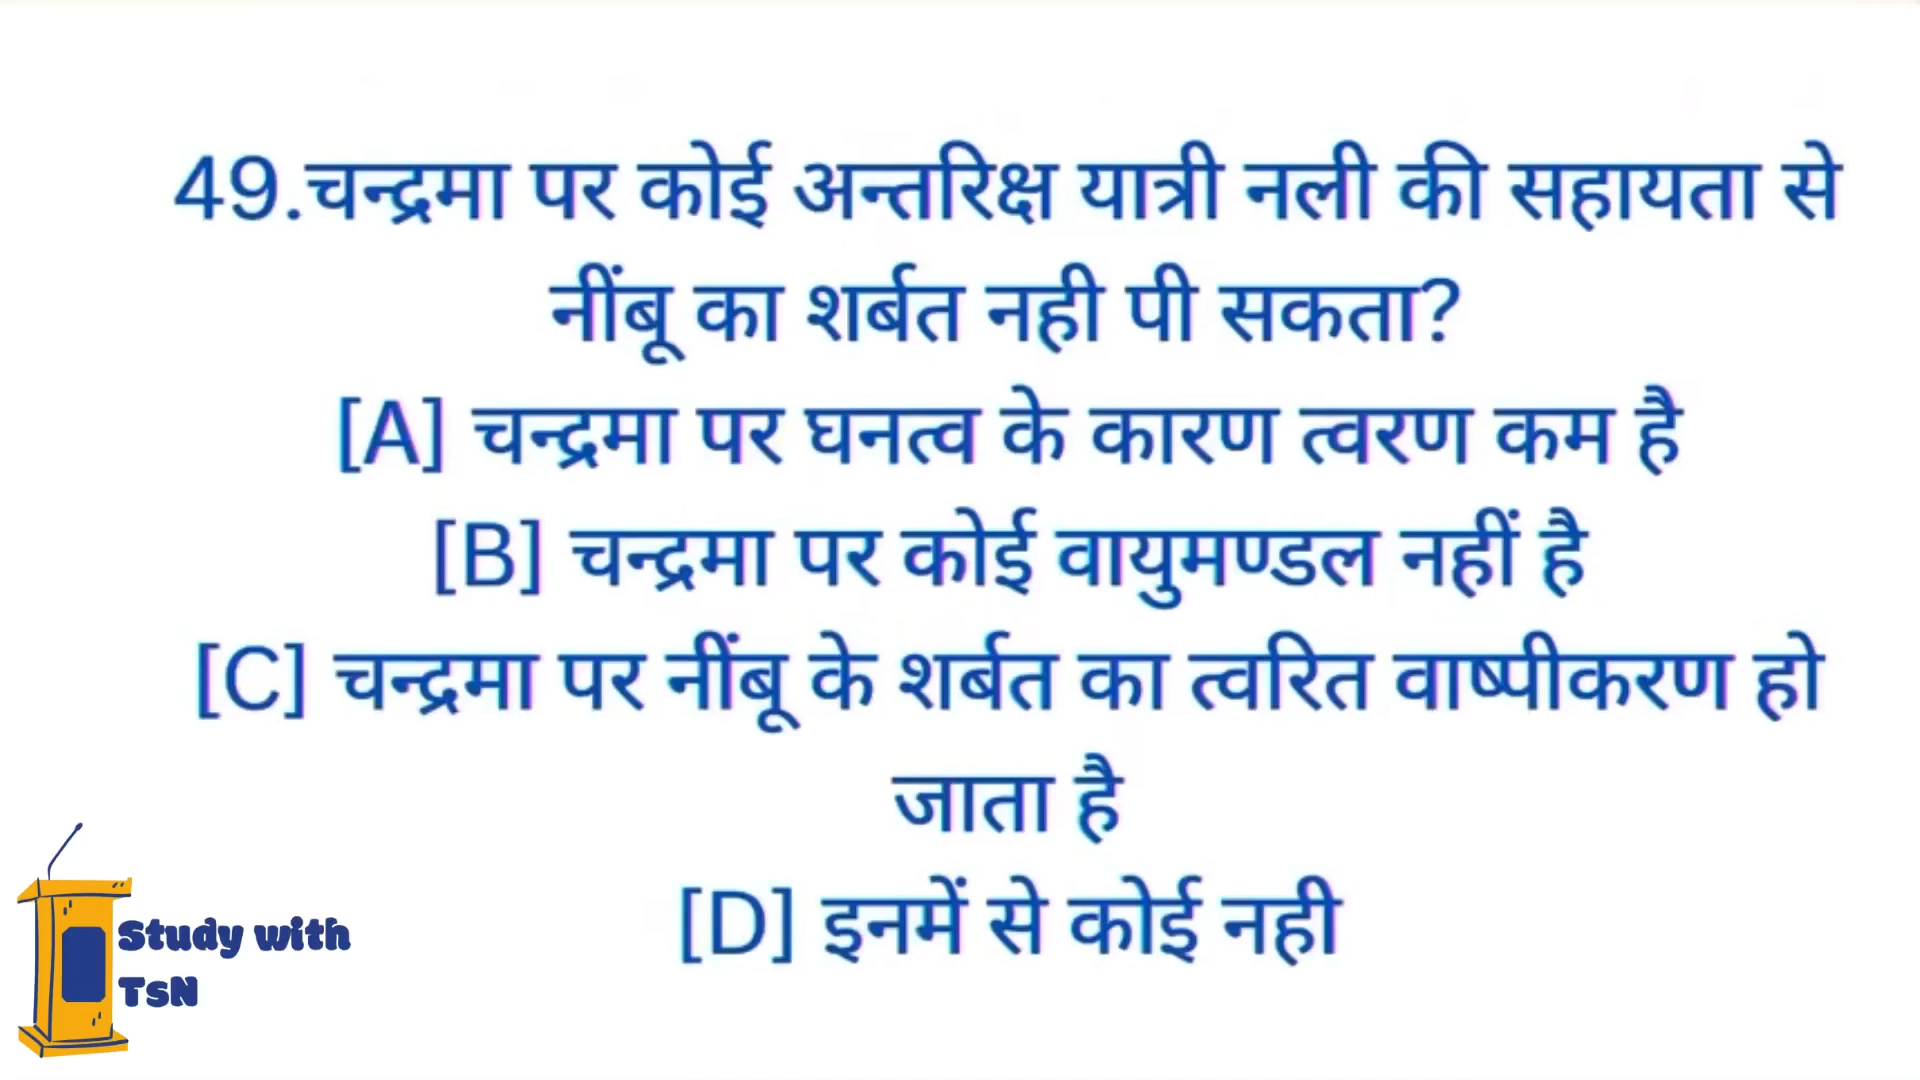 49.चन्द्रमा पर कोई अन्तरिक्ष यात्री नली की सहायता से
नींबू का शर्बत नही पी सकता?
[A] चन्द्रमा पर घनत्व के कारण त्वरण कम है
[B] चन्द्रमा पर कोई वायुमण्डल नहीं है
[C] चन्द्रमा पर नींबू के शर्बत का त्वरित वाष्पीकरण हो
जाता है
[D] इनमें से कोई नही
Study with
TsN